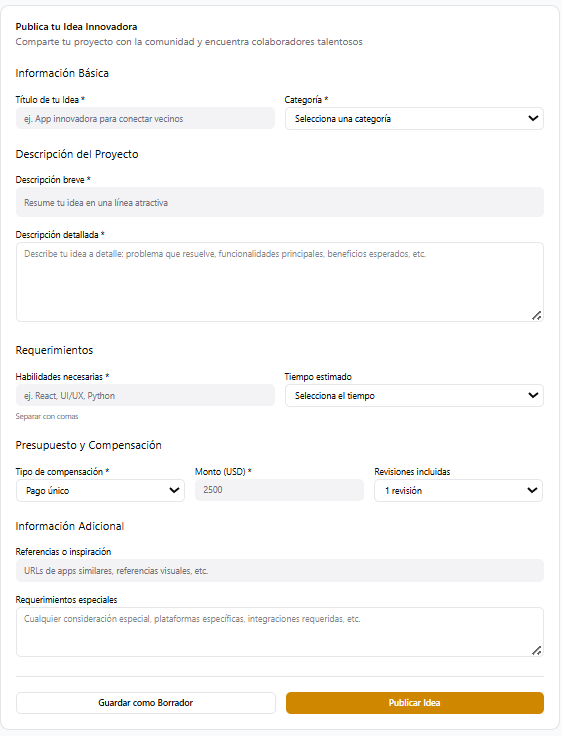 Publica tu Idea Innovadora
Comparte tu proyecto con la comunidad y encuentra colaboradores talentosos
Información Básica
Título de tu Idea *
Categoría *
ej. App innovadora para conectar vecinos
Selecciona una categoría
Descripción del Proyecto
Descripción breve *
Resume tu idea en una línea atractiva
Descripción detallada *
Describe tu idea a detalle: problema que resuelve, funcionalidades principales, beneficios esperados, etc.
Requerimientos
Habilidades necesarias *
Tiempo estimado
ej. React, UI/UX, Python
Selecciona el tiempo
Separar con comas
Presupuesto y Compensación
Tipo de compensación *
Monto (USD) *
Revisiones incluidas
Pago único
2500
1 revisión
Información Adicional
Referencias o inspiración
URLs de apps similares, referencias visuales, etc.
Requerimientos especiales
Cualquier consideración especial, plataformas específicas, integraciones requeridas, etc.
Guardar como Borrador
Publicar Idea